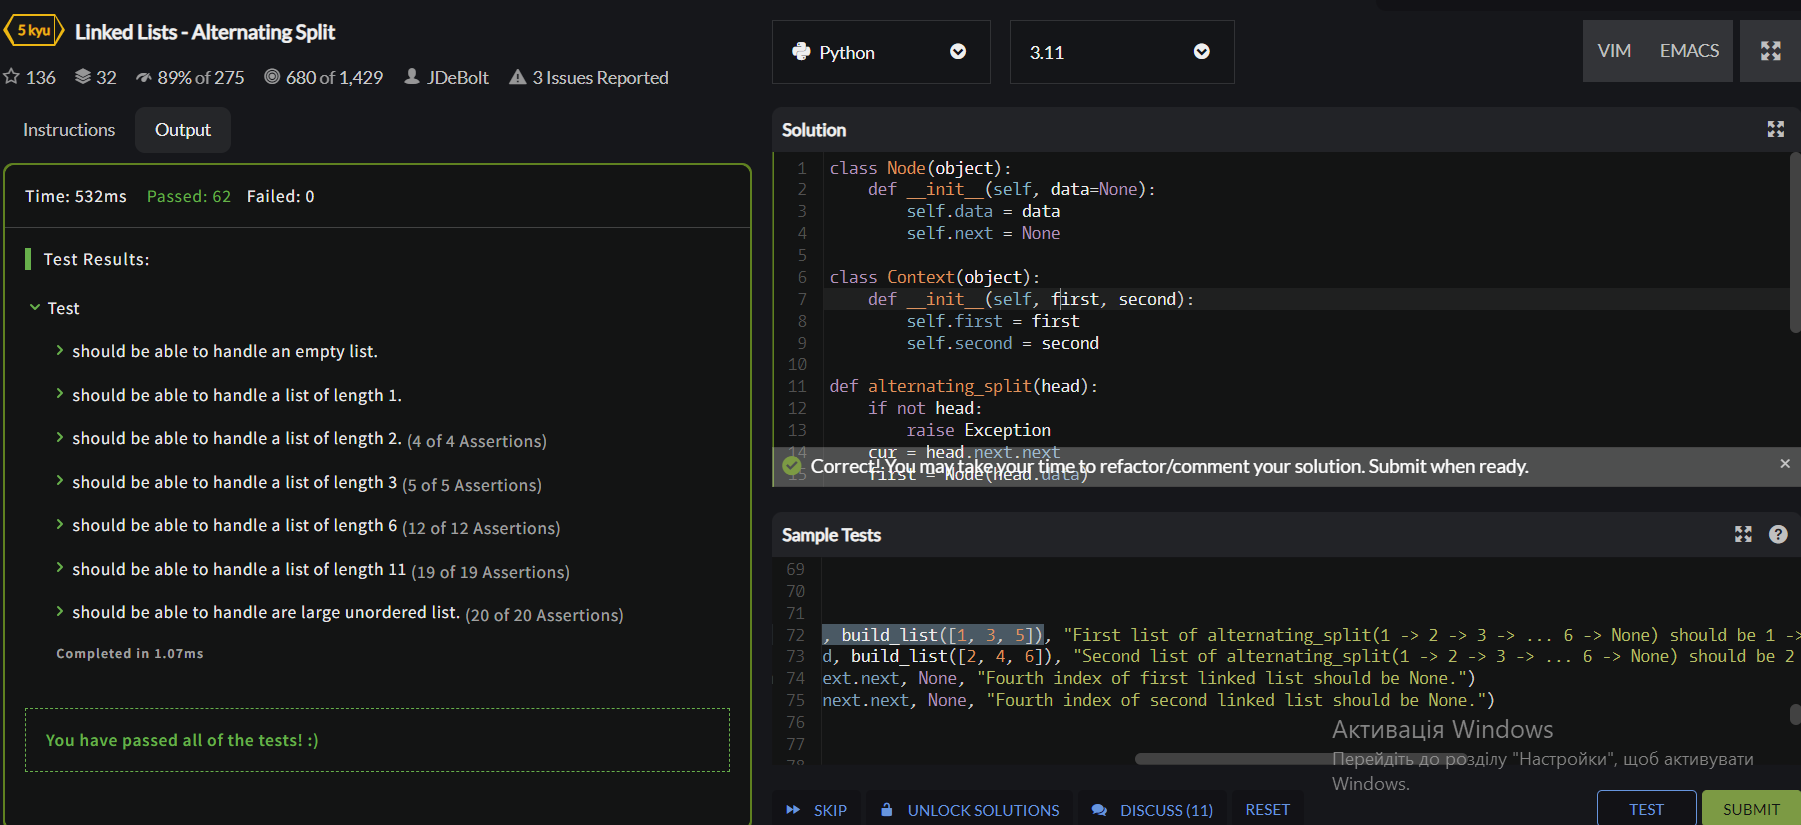 5 kyu
Linked Lists - Alternating Split
136 32 89% of 275 680 of 1,429 JDeBolt 3 Issues Reported
Instructions
Output
Time: 532ms Passed: 62 Failed: 0
Test Results:
Test
should be able to handle an empty list.
should be able to handle a list of length 1.
should be able to handle a list of length 2. (4 of 4 Assertions)
should be able to handle a list of length 3 (5 of 5 Assertions)
should be able to handle a list of length 6 (12 of 12 Assertions)
should be able to handle a list of length 11 (19 of 19 Assertions)
should be able to handle are large unordered list. (20 of 20 Assertions)
Completed in 1.07ms
You have passed all of the tests! :)
Python
3.11
VIM
EMACS
Solution
1 class Node(object):
2 def __init__(self, data=None):
3 self.data = data
4 self.next = None
5
6 class Context(object):
7 def __init__(self, first, second):
8 self.first = first
9 self.second = second
10
11 def alternating_split(head):
12 if not head:
13 raise Exception
14 cur = head.next.next
15 first = Node(head.data)
Correct! You may take your time to refactor/comment your solution. Submit when ready.
Sample Tests
69
70
71
72 , build_list([1, 3, 5]), "First list of alternating_split(1 -> 2 -> 3 -> ... 6 -> None) should be 1 ->
73 d, build_list([2, 4, 6]), "Second list of alternating_split(1 -> 2 -> 3 -> ... 6 -> None) should be 2
74 ext.next, None, "Fourth index of first linked list should be None.")
75 next.next, None, "Fourth index of second linked list should be None.")
76
77
78
Активація Windows
Перейдіть до розділу "Настройки", щоб активувати
Windows.
SKIP
UNLOCK SOLUTIONS
DISCUSS (11)
RESET
TEST
SUBMIT